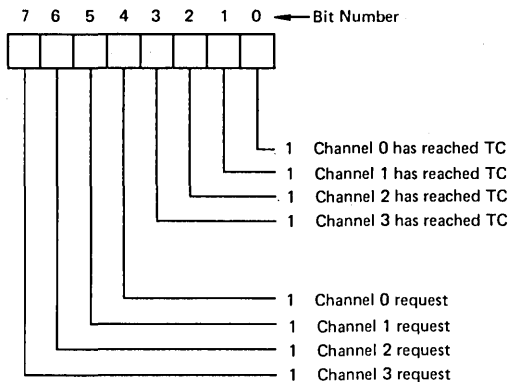 7 6 5 4 3 2 1 0 Bit Number
1 Channel 0 has reached TC
1 Channel 1 has reached TC
1 Channel 2 has reached TC
1 Channel 3 has reached TC
1 Channel 0 request
1 Channel 1 request
1 Channel 2 request
1 Channel 3 request